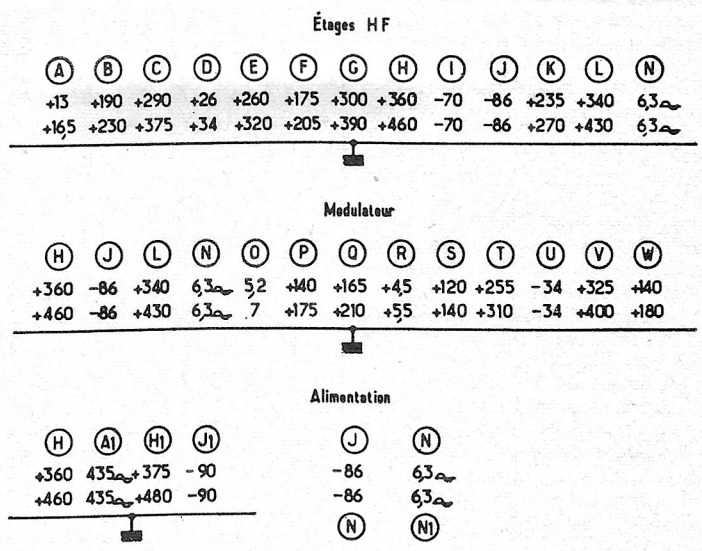 Étages HF
A B C D E F G H I J K L N
+13 +190 +290 +26 +260 +175 +300 +360 -70 -86 +235 +340 6,3~
+16,5 +230 +375 +34 +320 +205 +390 +460 -70 -86 +270 +430 6,3~
Modulateur
H J L N O P Q R S T U V W
+360 -86 +340 6,3~ 5,2 +140 +165 +4,5 +120 +255 -34 +325 +140
+460 -86 +430 6,3~ 7 +175 +210 +5,5 +140 +310 -34 +400 +180
Alimentation
H A1 H1 J1 J N
+360 435~ +375 -90 -86 6,3~
+460 435~ +480 -90 -86 6,3~
N N1